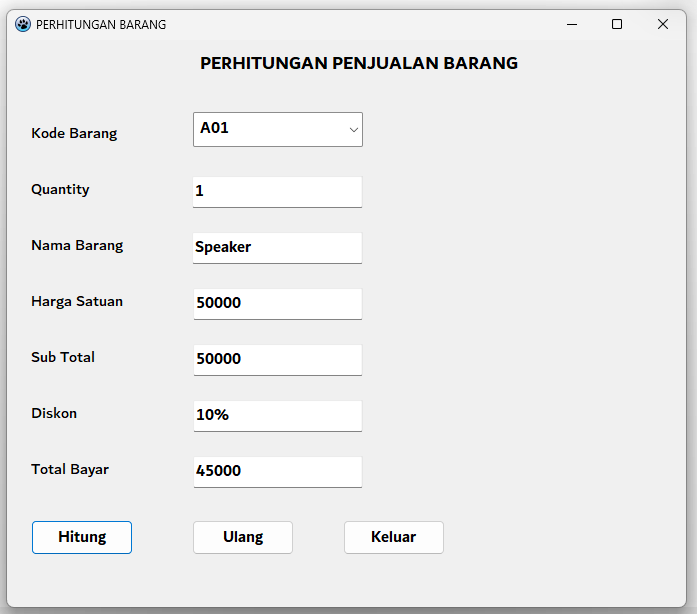 PERHITUNGAN BARANG
PERHITUNGAN PENJUALAN BARANG
Kode Barang A01
Quantity 1
Nama Barang Speaker
Harga Satuan 50000
Sub Total 50000
Diskon 10%
Total Bayar 45000
Hitung Ulang Keluar